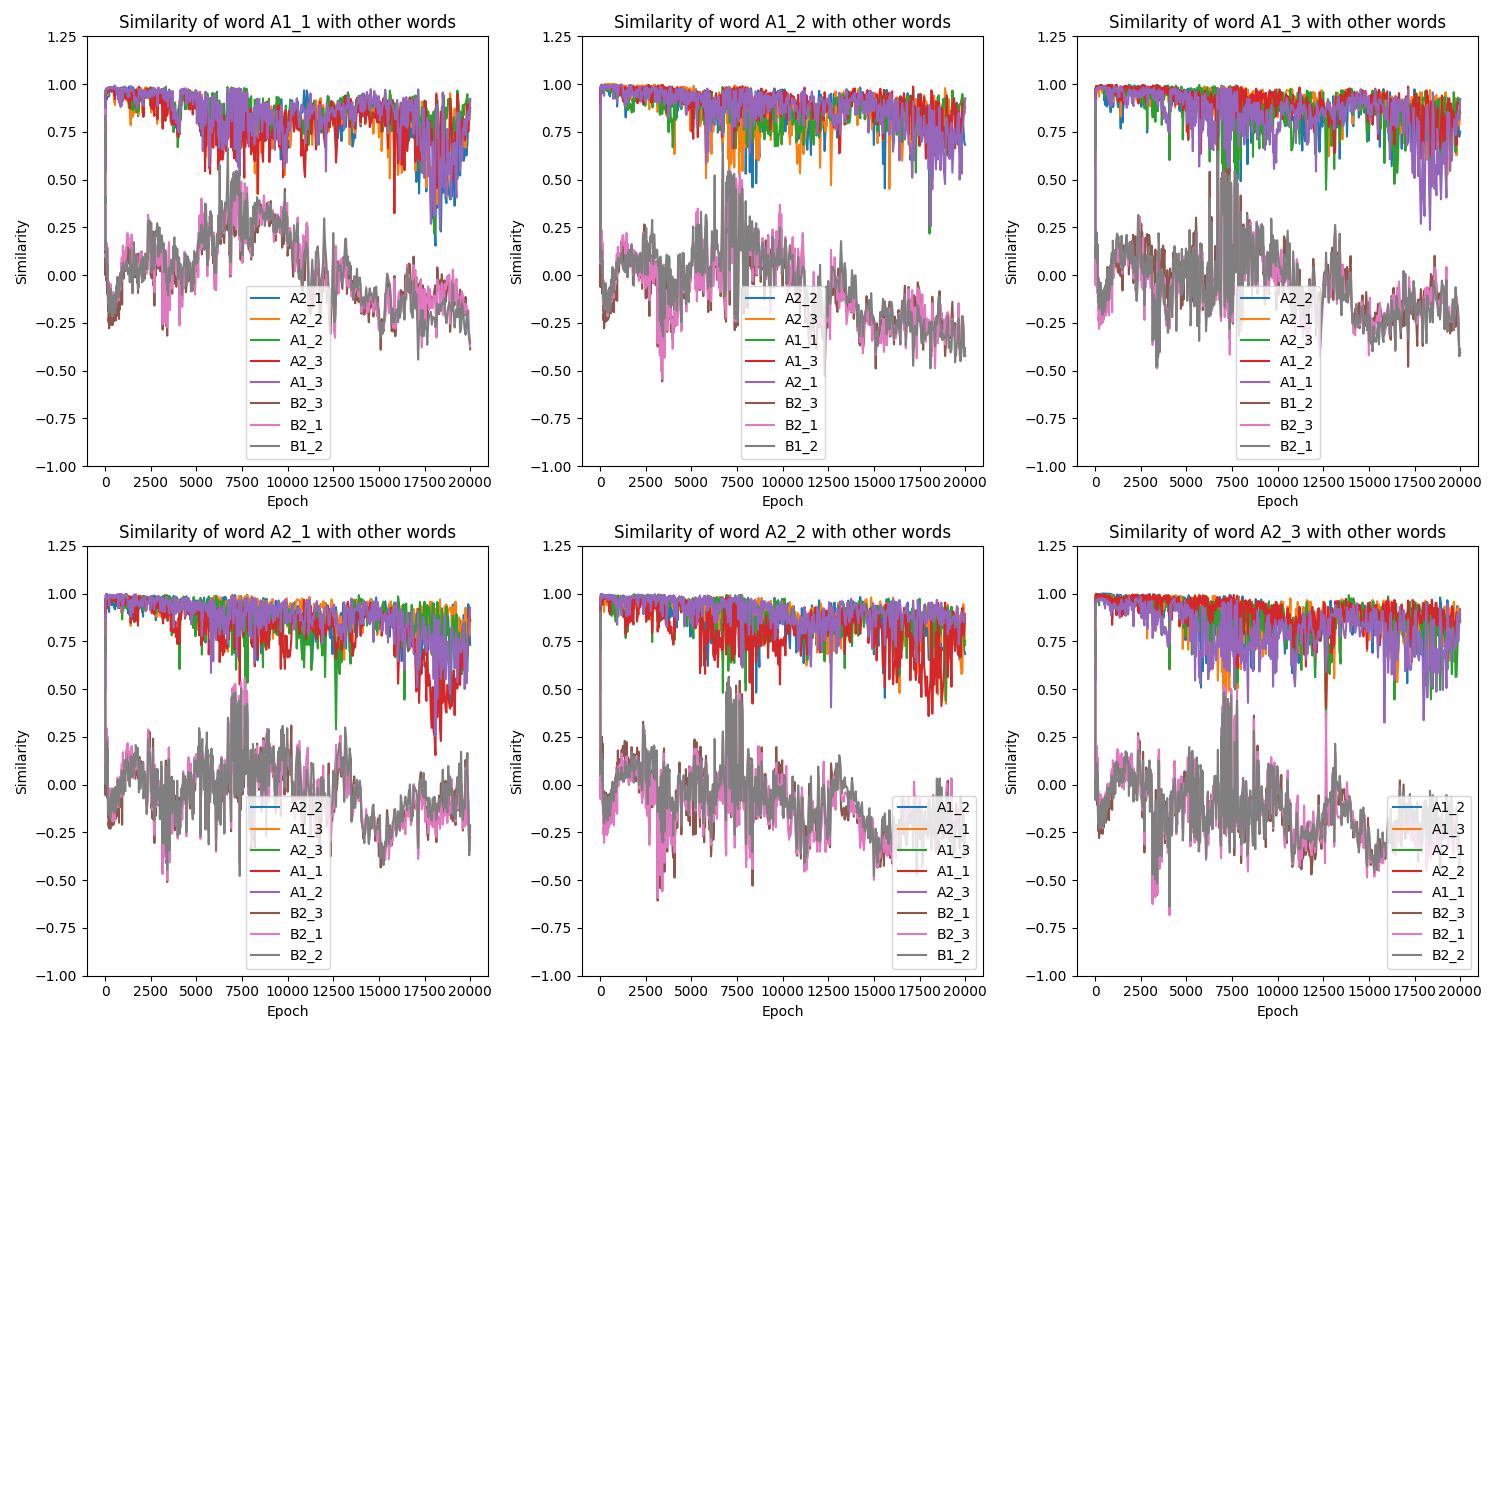 Similarity of word A1_1 with other words
1.25
1.00
0.75
0.50
0.25
0.00
−0.25
−0.50
−0.75
−1.00
Similarity
0 2500 5000 7500 10000 12500 15000 17500 20000
Epoch
A2_1
A2_2
A1_2
A2_3
A1_3
B2_3
B2_1
B1_2
Similarity of word A1_2 with other words
1.25
1.00
0.75
0.50
0.25
0.00
−0.25
−0.50
−0.75
−1.00
Similarity
0 2500 5000 7500 10000 12500 15000 17500 20000
Epoch
A2_2
A2_3
A1_1
A1_3
A2_1
B2_3
B2_1
B1_2
Similarity of word A1_3 with other words
1.25
1.00
0.75
0.50
0.25
0.00
−0.25
−0.50
−0.75
−1.00
Similarity
0 2500 5000 7500 10000 12500 15000 17500 20000
Epoch
A2_2
A2_1
A2_3
A1_2
A1_1
B1_2
B2_3
B2_1
Similarity of word A2_1 with other words
1.25
1.00
0.75
0.50
0.25
0.00
−0.25
−0.50
−0.75
−1.00
Similarity
0 2500 5000 7500 10000 12500 15000 17500 20000
Epoch
A2_2
A1_3
A2_3
A1_1
A1_2
B2_3
B2_1
B2_2
Similarity of word A2_2 with other words
1.25
1.00
0.75
0.50
0.25
0.00
−0.25
−0.50
−0.75
−1.00
Similarity
0 2500 5000 7500 10000 12500 15000 17500 20000
Epoch
A1_2
A2_1
A1_3
A1_1
A2_3
B2_1
B2_3
B1_2
Similarity of word A2_3 with other words
1.25
1.00
0.75
0.50
0.25
0.00
−0.25
−0.50
−0.75
−1.00
Similarity
0 2500 5000 7500 10000 12500 15000 17500 20000
Epoch
A1_2
A1_3
A2_1
A2_2
A1_1
B2_3
B2_1
B2_2